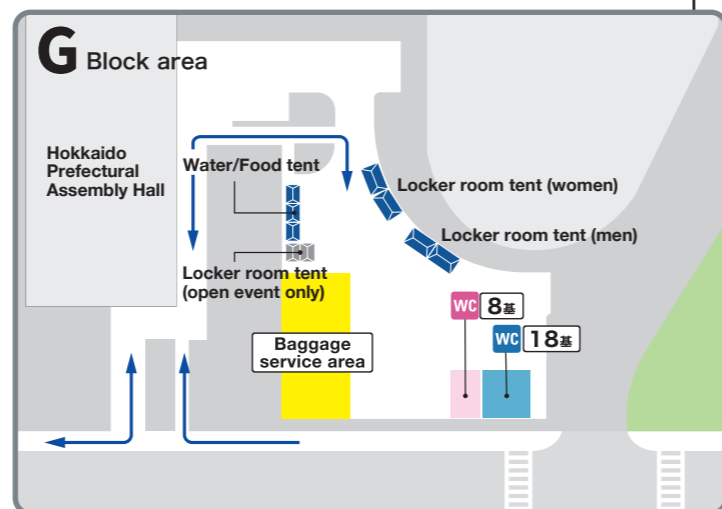 G Block area
Hokkaido
Prefectural
Assembly Hall
Water/Food tent
Locker room tent (women)
Locker room tent (men)
Locker room tent
(open event only)
WC 8基
WC 18基
Baggage
service area